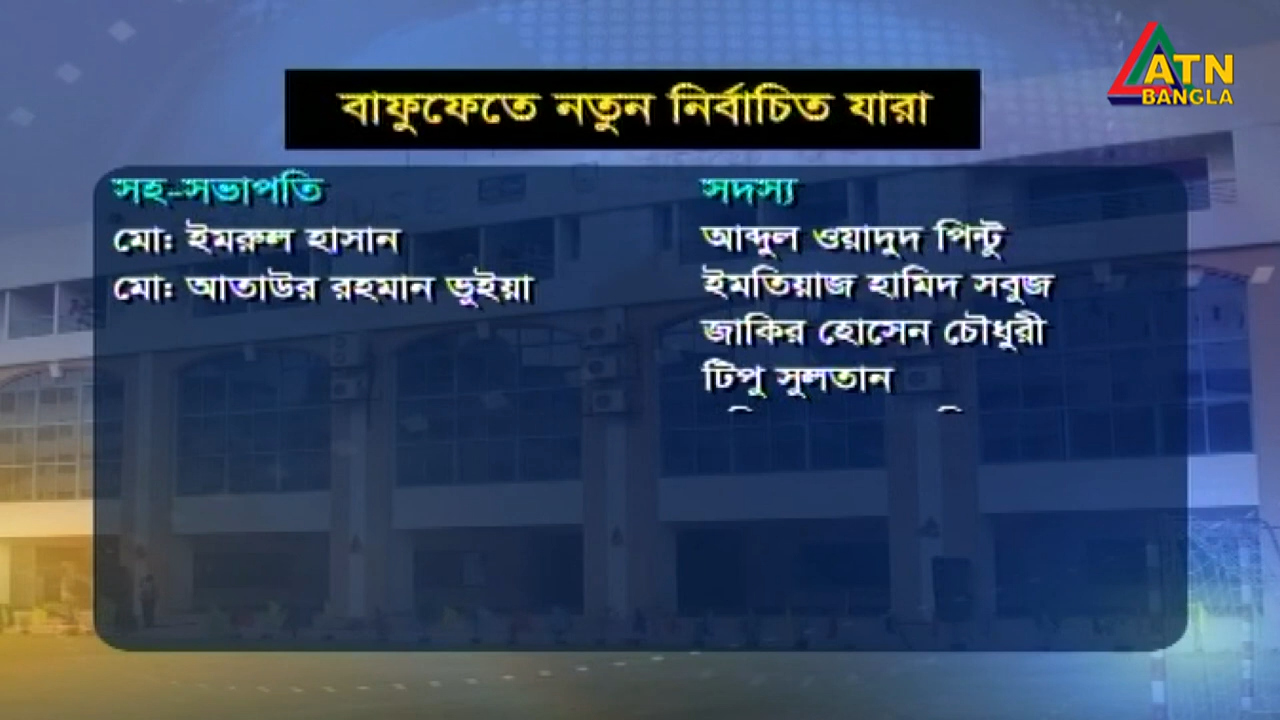 ATN
BANGLA
বাফুফেতে নতুন নির্বাচিত যারা
সহ-সভাপতি
মো: ইমরুল হাসান
মো: আতাউর রহমান ভুইয়া
সদস্য
আব্দুল ওয়াদুদ পিন্টু
ইমতিয়াজ হামিদ সবুজ
জাকির হোসেন চৌধুরী
টিপু সুলতান